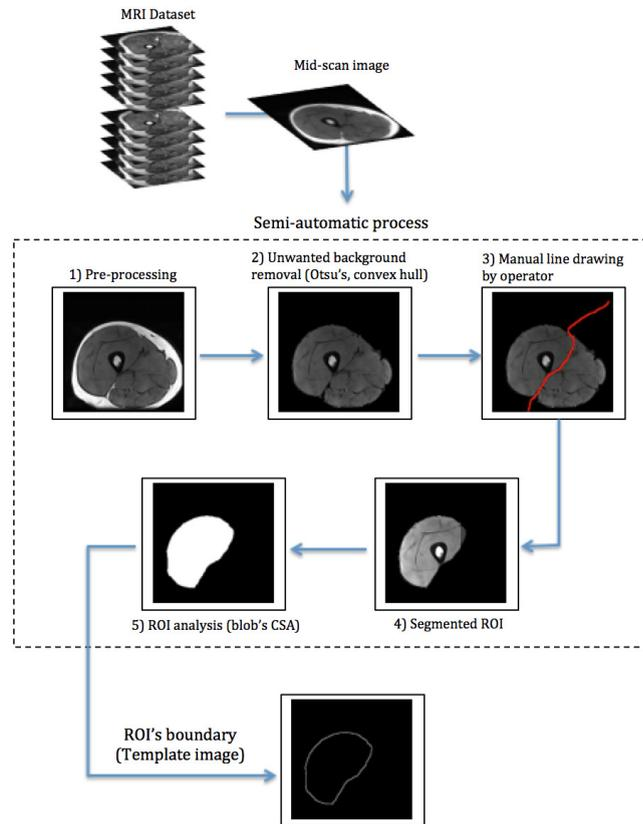 MRI Dataset
Mid-scan image
Semi-automatic process
1) Pre-processing
2) Unwanted background
removal (Otsu's, convex hull)
3) Manual line drawing
by operator
5) ROI analysis (blob's CSA)
4) Segmented ROI
ROI's boundary
(Template image)